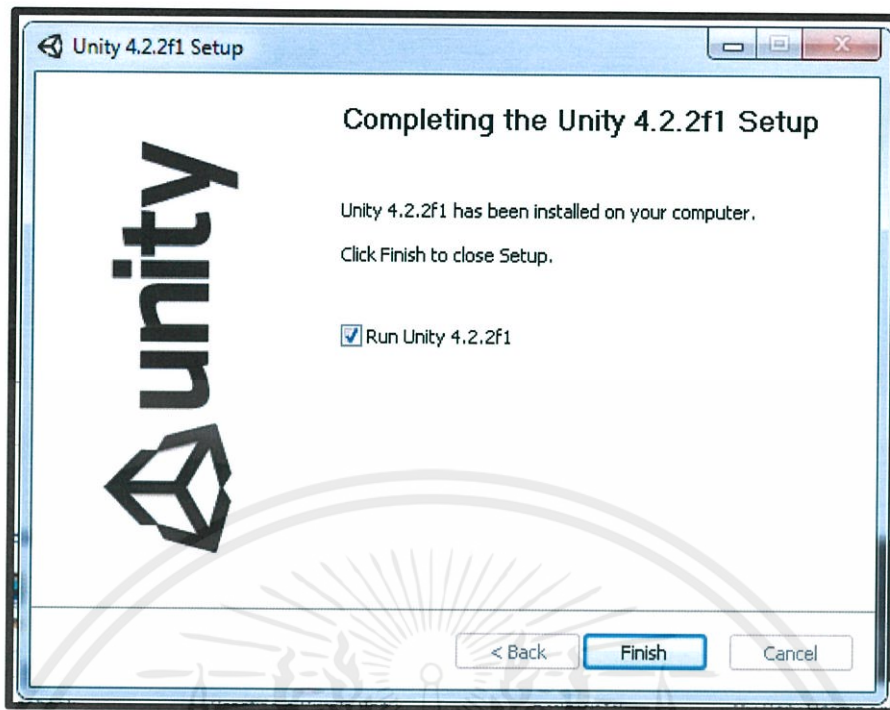 Unity 4.2.2f1 Setup
Completing the Unity 4.2.2f1 Setup
unity
Unity 4.2.2f1 has been installed on your computer.
Click Finish to close Setup.
Run Unity 4.2.2f1
< Back
Finish
Cancel